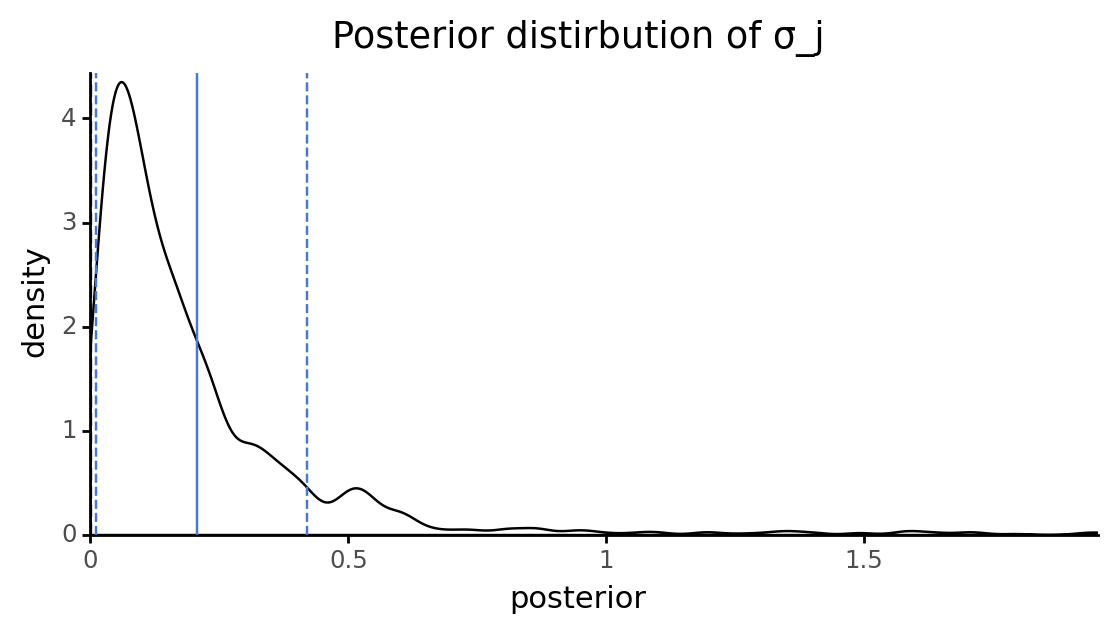 Posterior distirbution of σ_j
density
4
3
2
1
0
0 0.5 1 1.5
posterior